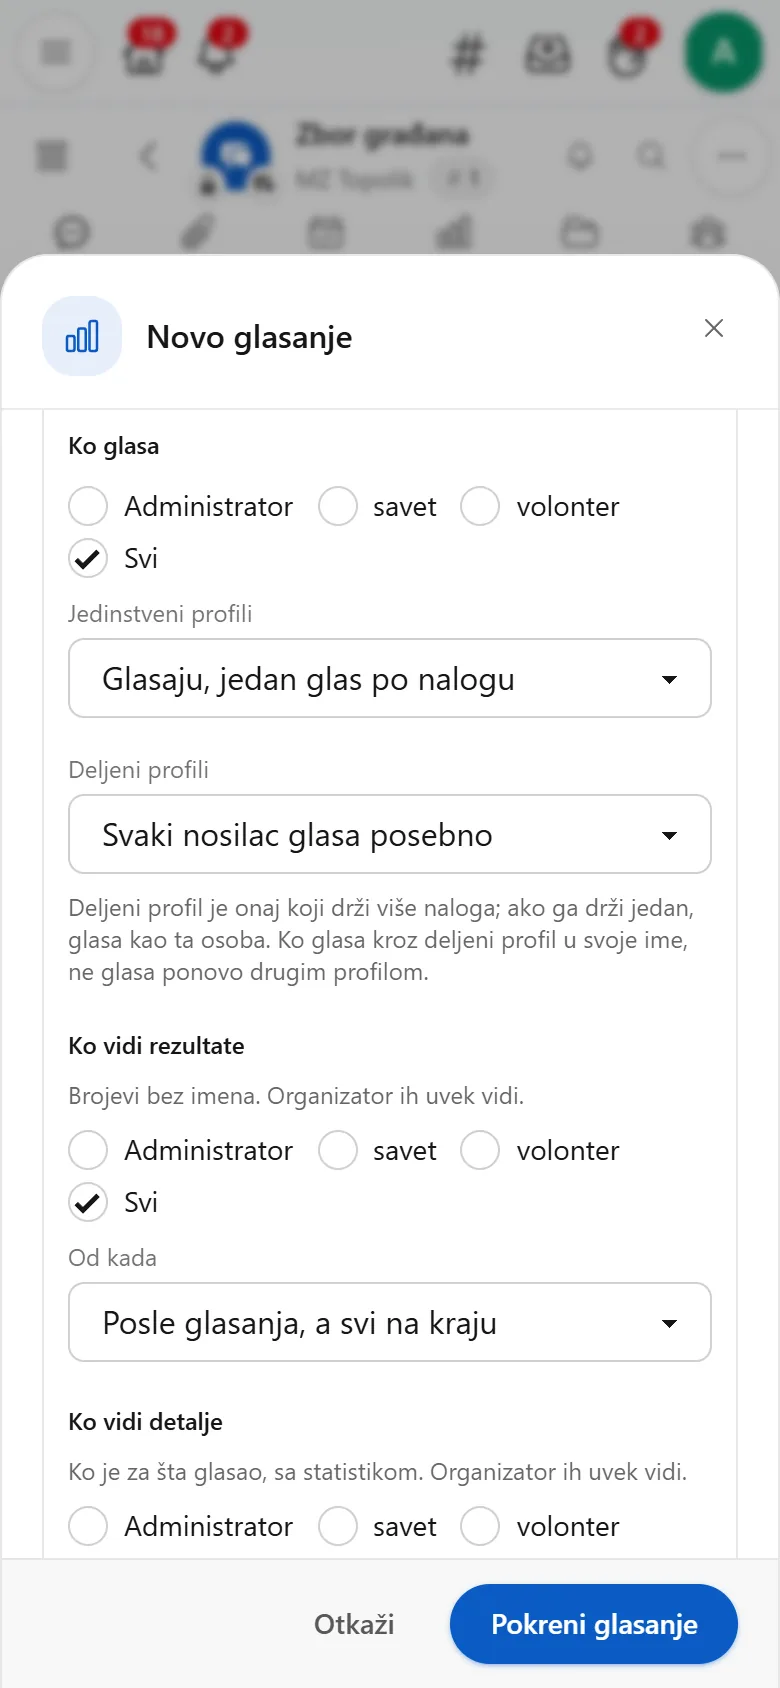 A
Zbor građana
MZ Topolik
Novo glasanje
Ko glasa
Administrator savet volonter
Svi
Jedinstveni profili
Glasaju, jedan glas po nalogu
Deljeni profili
Svaki nosilac glasa posebno
Deljeni profil je onaj koji drži više naloga; ako ga drži jedan,
glasa kao ta osoba. Ko glasa kroz deljeni profil u svoje ime,
ne glasa ponovo drugim profilom.
Ko vidi rezultate
Brojevi bez imena. Organizator ih uvek vidi.
Administrator savet volonter
Svi
Od kada
Posle glasanja, a svi na kraju
Ko vidi detalje
Ko je za šta glasao, sa statistikom. Organizator ih uvek vidi.
Administrator savet volonter
Otkaži Pokreni glasanje